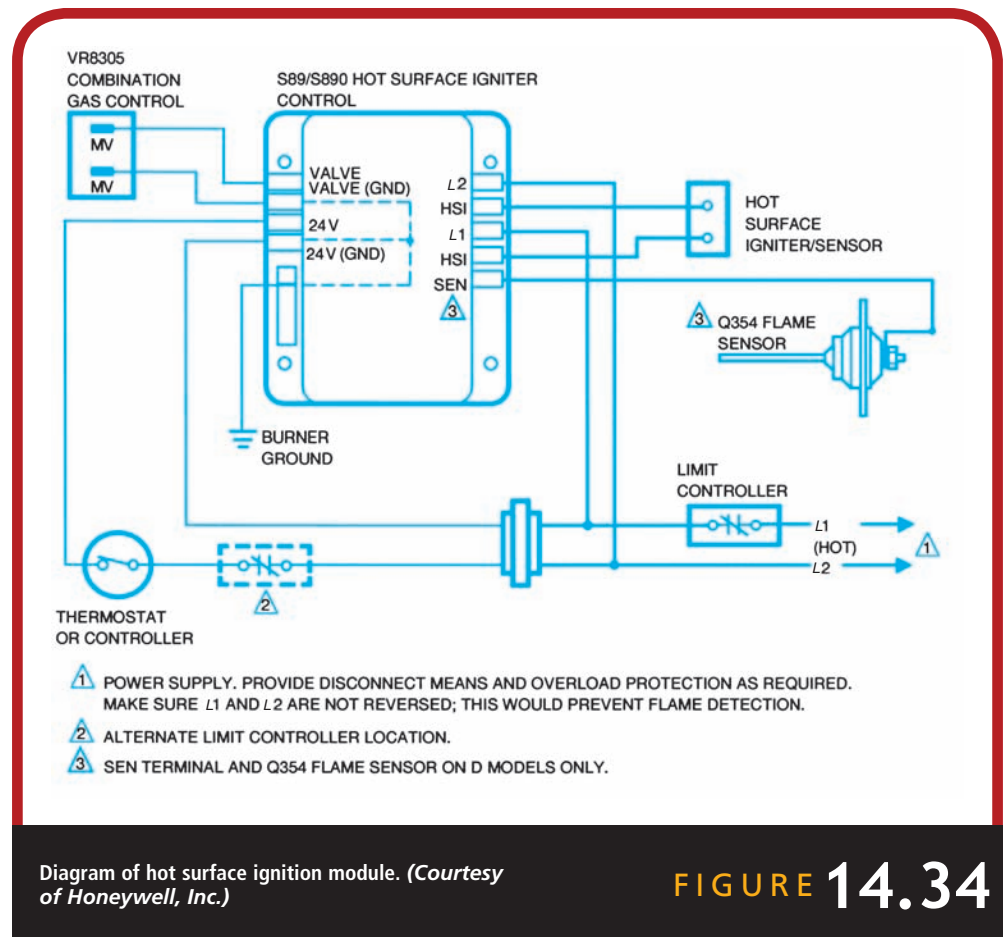 VR8305
COMBINATION
GAS CONTROL
MV
MV
S89/S890 HOT SURFACE IGNITER
CONTROL
VALVE
VALVE (GND)
24V
24V (GND)
L2
HSI
L1
HSI
SEN
3
HOT
SURFACE
IGNITER/SENSOR
3 Q354 FLAME
SENSOR
BURNER
GROUND
LIMIT
CONTROLLER
L1
(HOT)
L2
1
2
THERMOSTAT
OR CONTROLLER
1 POWER SUPPLY. PROVIDE DISCONNECT MEANS AND OVERLOAD PROTECTION AS REQUIRED.
MAKE SURE L1 AND L2 ARE NOT REVERSED; THIS WOULD PREVENT FLAME DETECTION.
2 ALTERNATE LIMIT CONTROLLER LOCATION.
3 SEN TERMINAL AND Q354 FLAME SENSOR ON D MODELS ONLY.
Diagram of hot surface ignition module. (Courtesy
of Honeywell, Inc.)
FIGURE 14.34